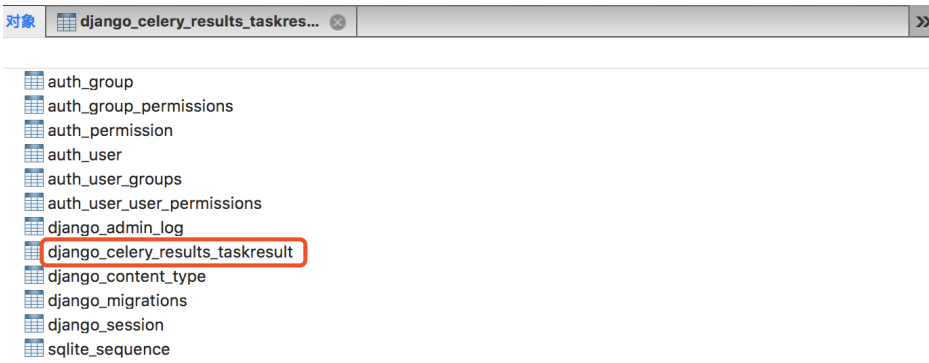 对象 django_celery_results_taskres...
auth_group
auth_group_permissions
auth_permission
auth_user
auth_user_groups
auth_user_user_permissions
django_admin_log
django_celery_results_taskresult
django_content_type
django_migrations
django_session
sqlite_sequence